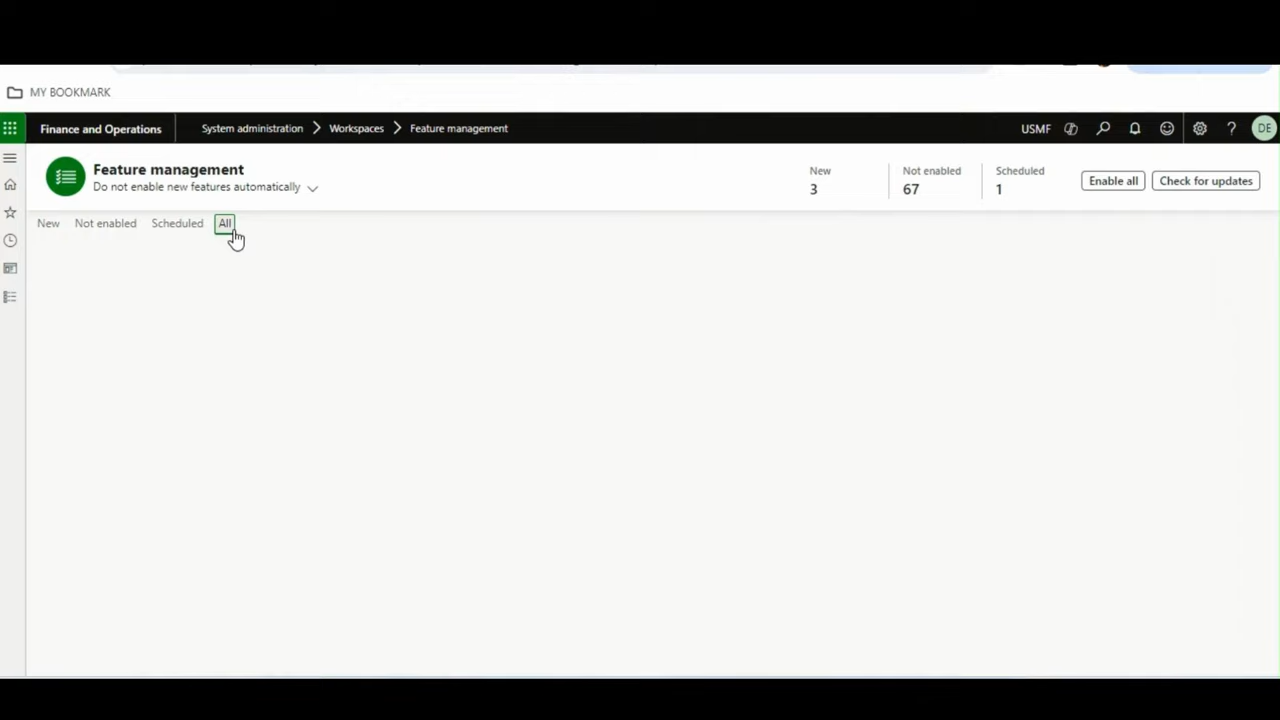 MY BOOKMARK
Finance and Operations
System administration
Workspaces
Feature management
USMF
DE
Feature management
Do not enable new features automatically
New
3
Not enabled
67
Scheduled
1
Enable all
Check for updates
New
Not enabled
Scheduled
All